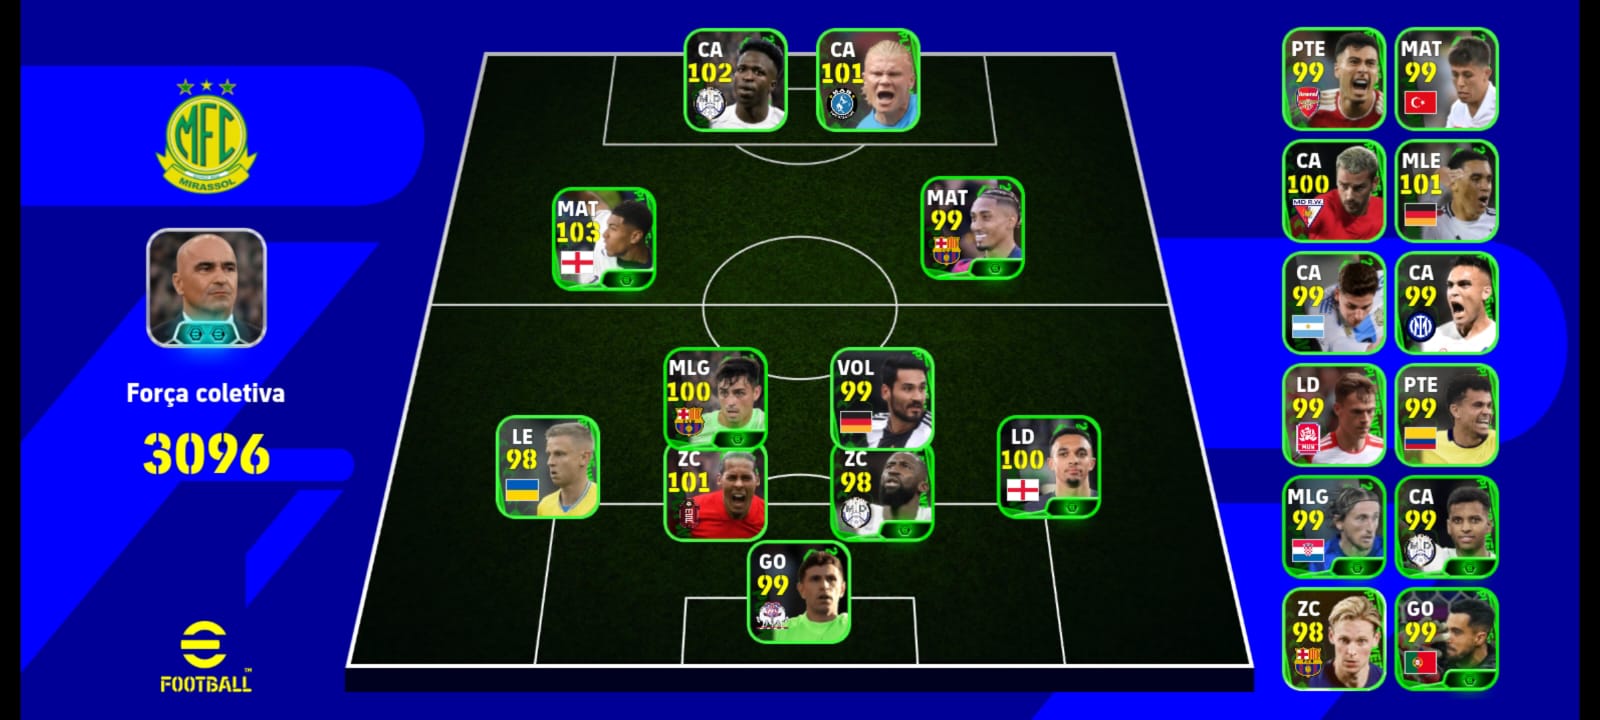 MFC
MIRASSOL
Força coletiva
3096
FOOTBALL™
CA
102
CA
101
MAT
103
MAT
99
MLG
100
VOL
99
LE
98
ZC
101
ZC
98
LD
100
GO
99
PTE
99
MAT
99
CA
100
MD R.W.
MLE
101
CA
99
CA
99
LD
99
PTE
99
MLG
99
CA
99
ZC
98
GO
99